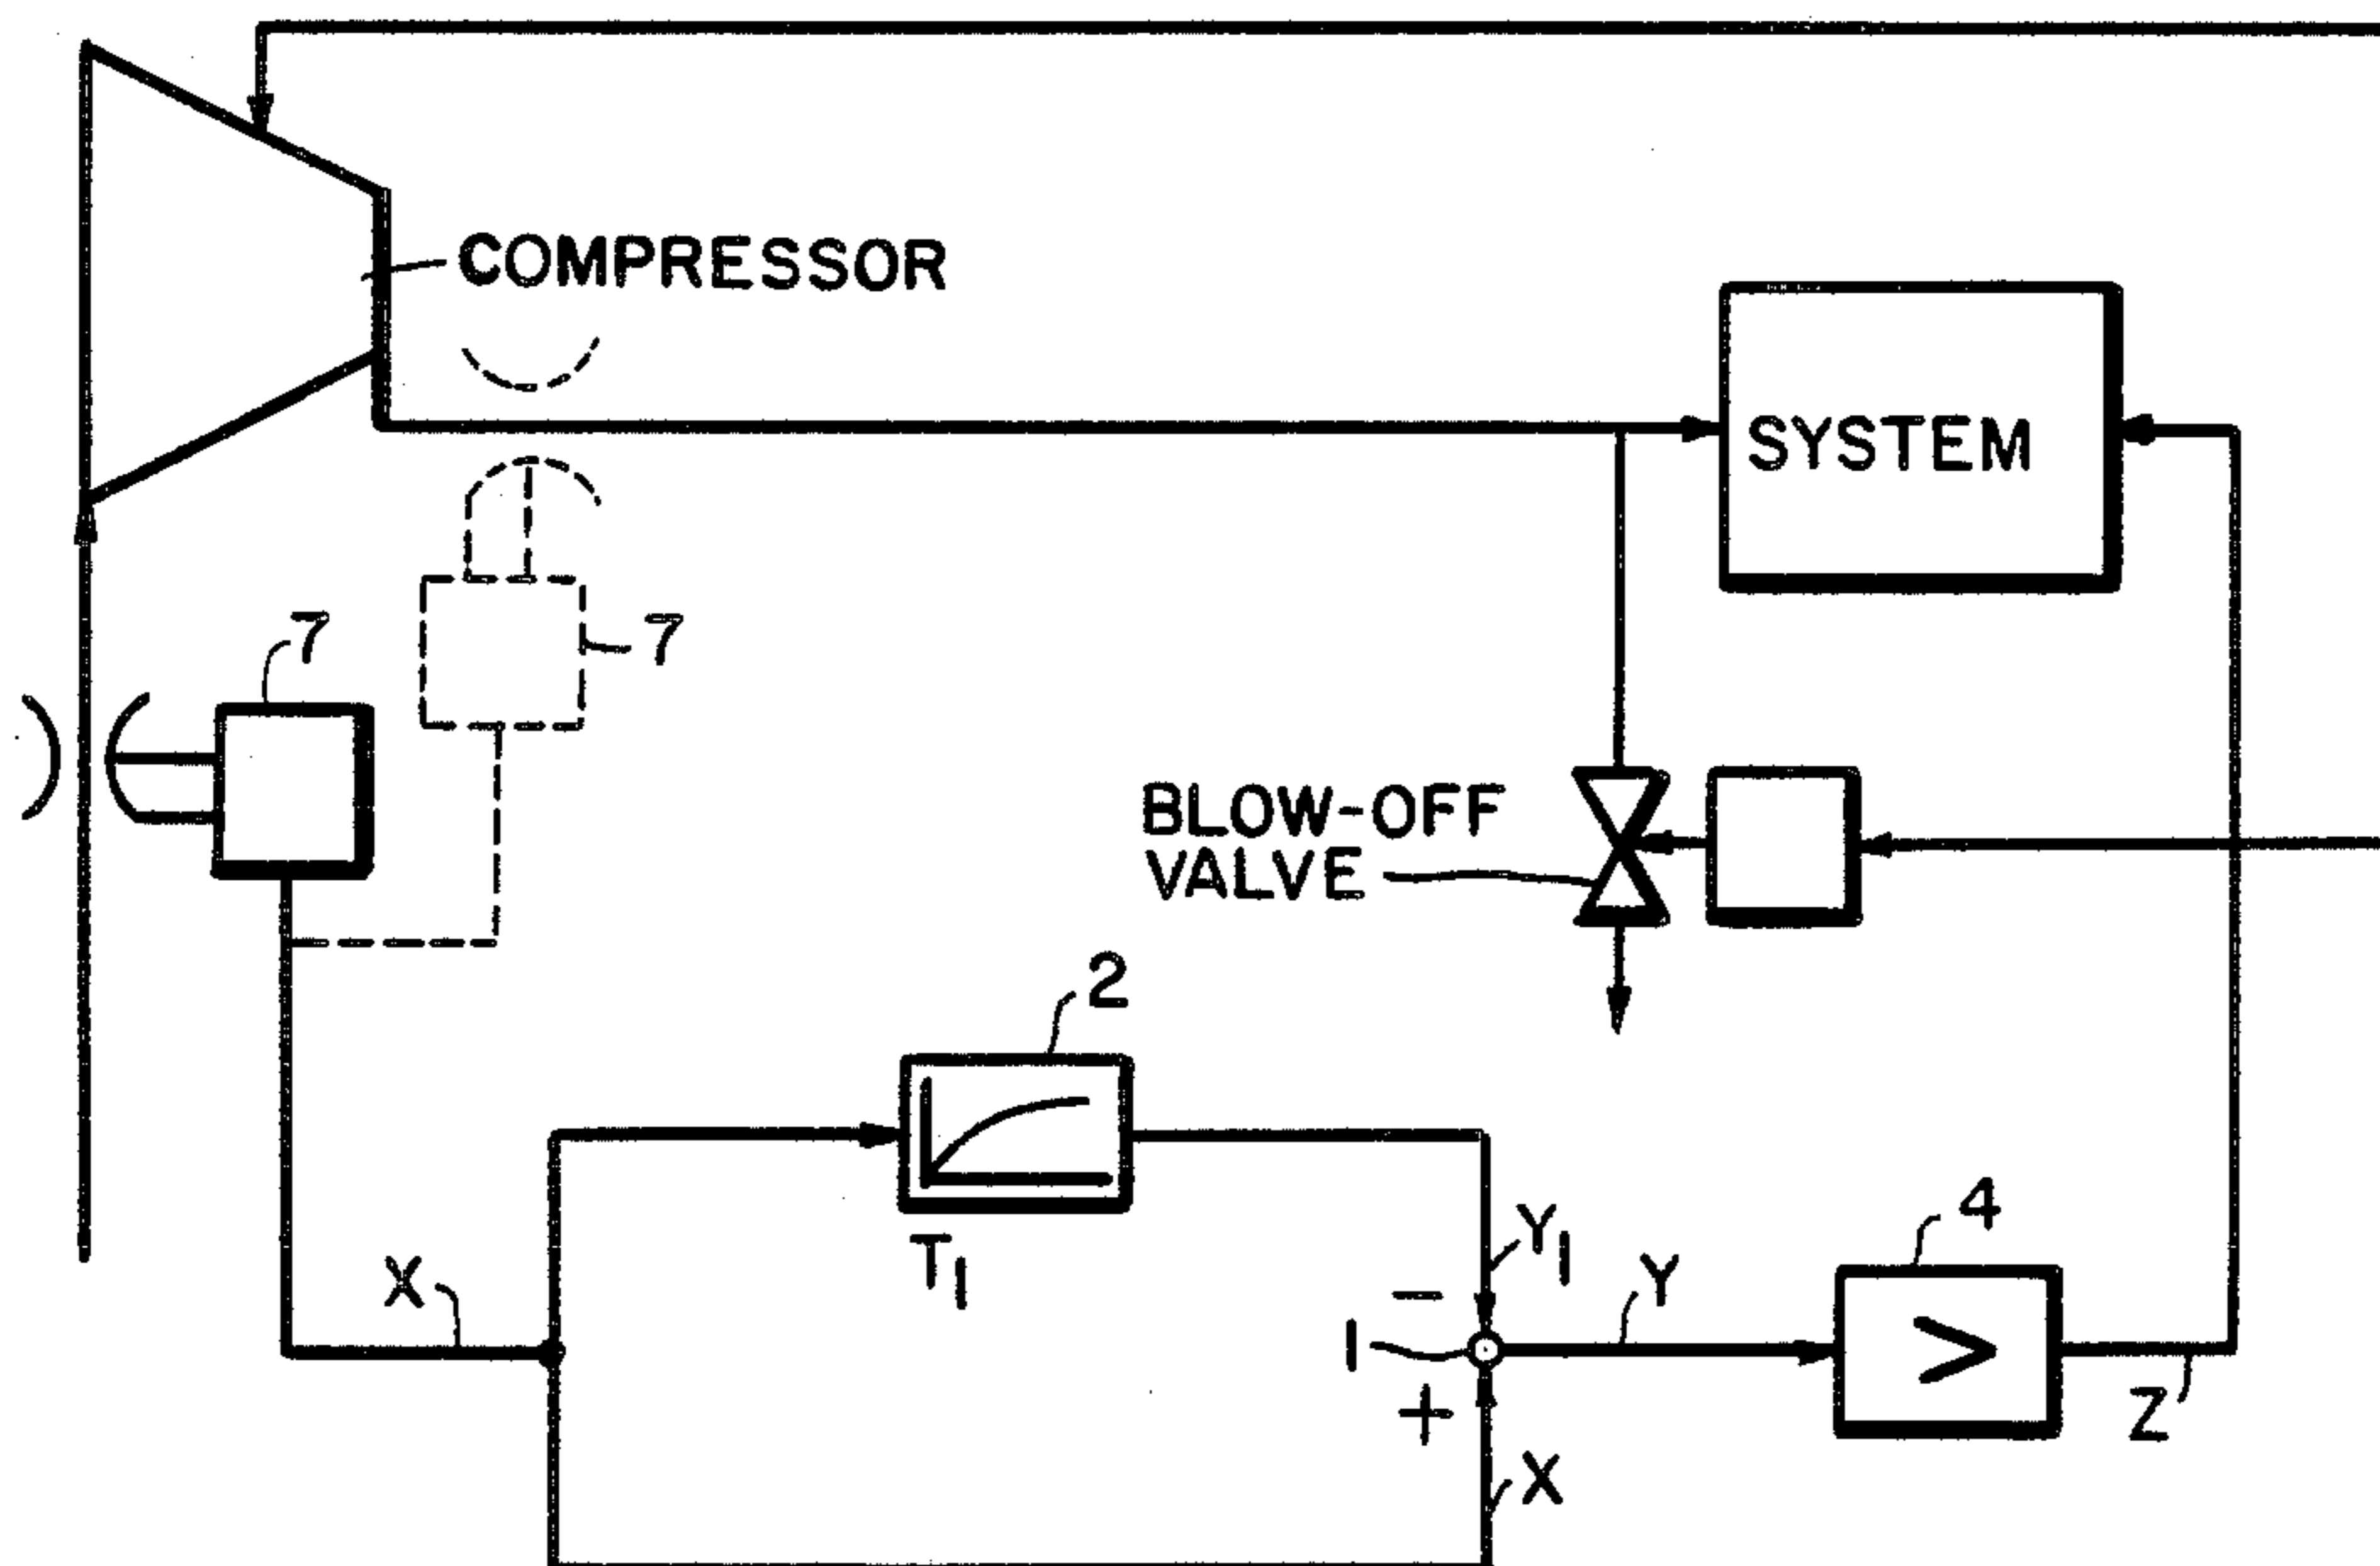 COMPRESSOR
SYSTEM
7
7
BLOW-OFF
VALVE
2
T1
X
Y1
Y
4
-
1
+
>
Z
X